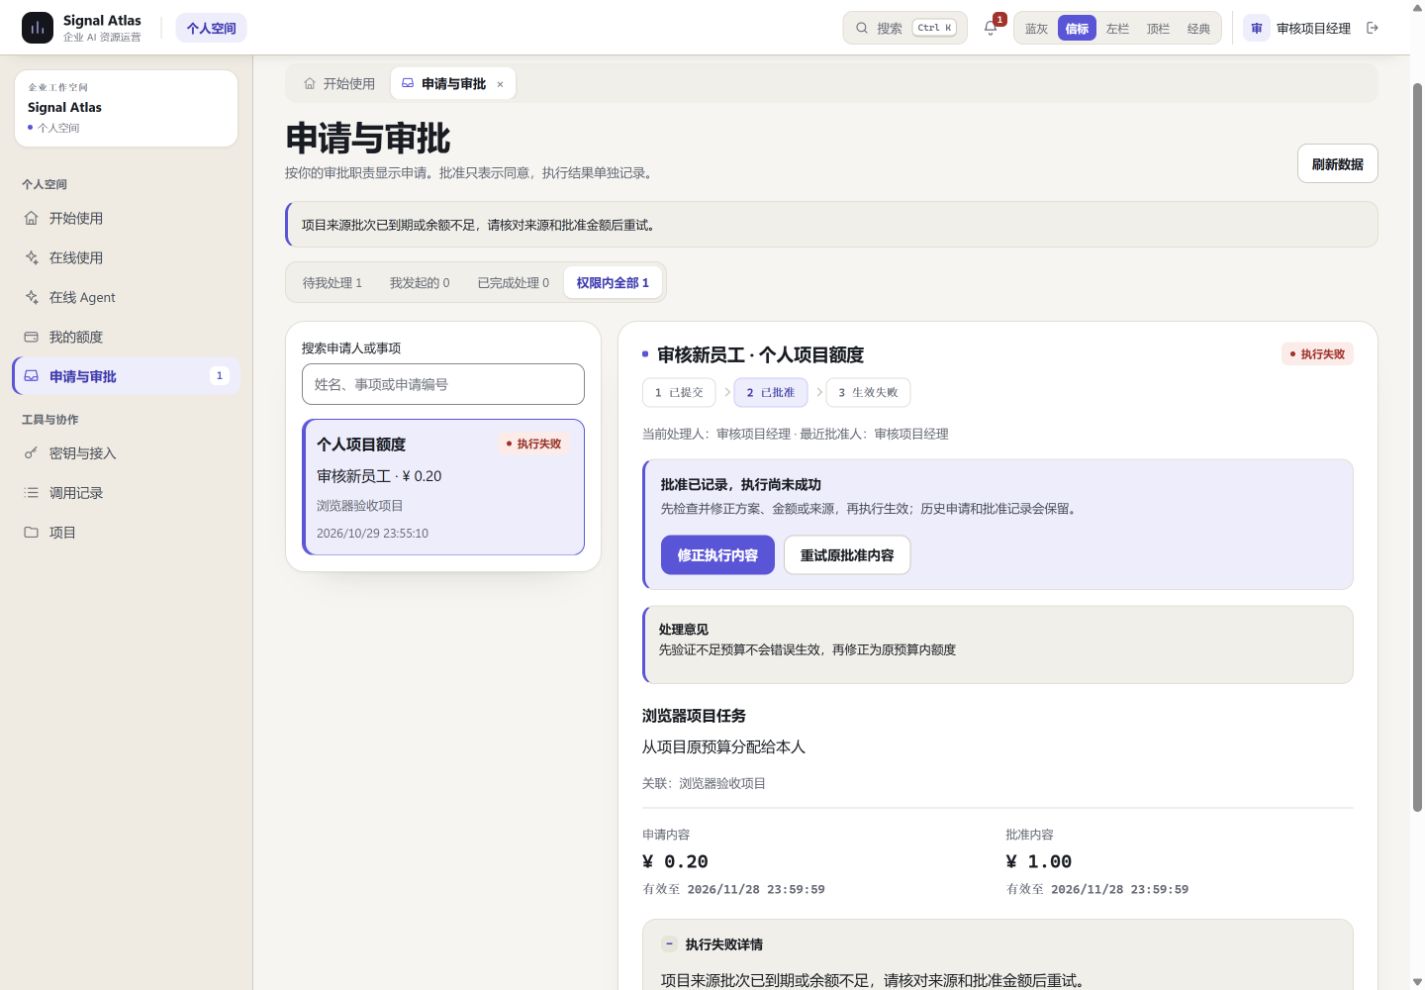 Signal Atlas
企业 AI 资源运营
个人空间
搜索 Ctrl K
1
蓝灰 信标 左栏 顶栏 经典
审 审核项目经理
企业工作空间
Signal Atlas
个人空间
个人空间
开始使用
在线使用
在线 Agent
我的额度
申请与审批 1
工具与协作
密钥与接入
调用记录
项目
开始使用 申请与审批 ×
申请与审批
按你的审批职责显示申请。批准只表示同意，执行结果单独记录。
刷新数据
项目来源批次已到期或余额不足，请核对来源和批准金额后重试。
待我处理 1 我发起的 0 已完成处理 0 权限内全部 1
搜索申请人或事项
姓名、事项或申请编号
个人项目额度 执行失败
审核新员工 · ¥ 0.20
浏览器验收项目
2026/10/29 23:55:10
审核新员工 · 个人项目额度 执行失败
1 已提交 2 已批准 3 生效失败
当前处理人：审核项目经理 · 最近批准人：审核项目经理
批准已记录，执行尚未成功
先检查并修正方案、金额或来源，再执行生效；历史申请和批准记录会保留。
修正执行内容 重试原批准内容
处理意见
先验证不足预算不会错误生效，再修正为原预算内额度
浏览器项目任务
从项目原预算分配给本人
关联：浏览器验收项目
申请内容 批准内容
¥ 0.20 ¥ 1.00
有效至 2026/11/28 23:59:59 有效至 2026/11/28 23:59:59
执行失败详情
项目来源批次已到期或余额不足，请核对来源和批准金额后重试。